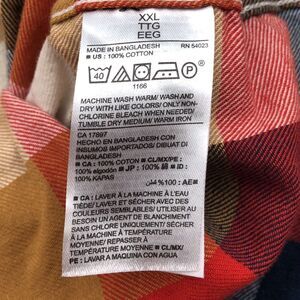 XXL
TTG
EEG
MADE IN BANGLADESH RN 54023
■ US : 100% COTTON
40
P
1166
MACHINE WASH WARM/ WASH AND
DRY WITH LIKE COLORS/ ONLY NON-
CHLORINE BLEACH WHEN NEEDED/
TUMBLE DRY MEDIUM/ WARM IRON
CA 17897
HECHO EN BANGLADESH CON
INSUMOS IMPORTADOS/ DIBUAT DI
BANGLADESH
■ CA : 100% COTON ■ CL/MX/PE :
100% algodón ■ JP : 100% ■ ID :
100% KAPAS
■ AE : %100
■ CA : LAVER À LA MACHINE À L'EAU
TIÈDE/ LAVER ET SÉCHER AVEC DES
COULEURS SEMBLABLES/ UTILISER AU
BESOIN UN AGENT DE BLANCHIMENT
SANS CHLORE/ SÉCHER
À LA MACHINE À TEMPÉRATURE
MOYENNE/ REPASSER À
TEMPÉRATURE MOYENNE ■ CL/MX/
PE : LAVAR A MAQUINA CON AGUA